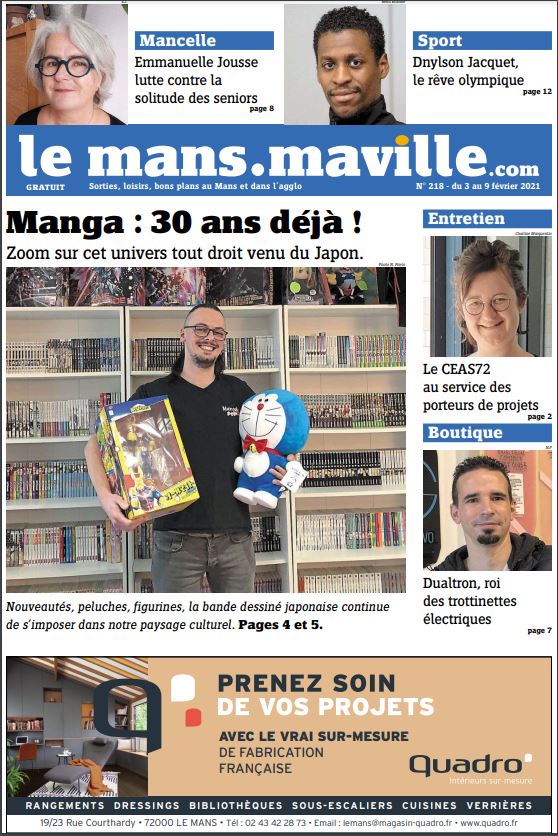 Mancelle
Emmanuelle Jousse
lutte contre la
solitude des seniors
page 8
Sport
Dnylson Jacquet,
le rêve olympique
page 12
le mans.maville.com
GRATUIT
Sorties, loisirs, bons plans au Mans et dans l'agglo
N° 218 - du 3 au 9 février 2021
Manga : 30 ans déjà !
Zoom sur cet univers tout droit venu du Japon.
Nouveautés, peluches, figurines, la bande dessiné japonaise continue
de s'imposer dans notre paysage culturel. Pages 4 et 5.
Entretien
Le CEAS72
au service des
porteurs de projets
page 2
Boutique
Dualtron, roi
des trottinettes
électriques
page 7
PRENEZ SOIN
DE VOS PROJETS
AVEC LE VRAI SUR-MESURE
DE FABRICATION
FRANÇAISE
Quadro
Intérieurs sur-mesure
RANGEMENTS DRESSINGS BIBLIOTHÈQUES SOUS-ESCALIERS CUISINES VERRIÈRES
19/23 Rue Courthardy • 72000 LE MANS • Tél : 02 43 42 28 73 • Email : lemans@magasin-quadro.fr • www.quadro.fr